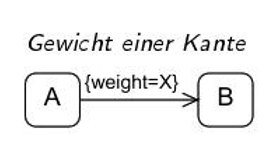 Gewicht einer Kante
{weight=X}
A
B